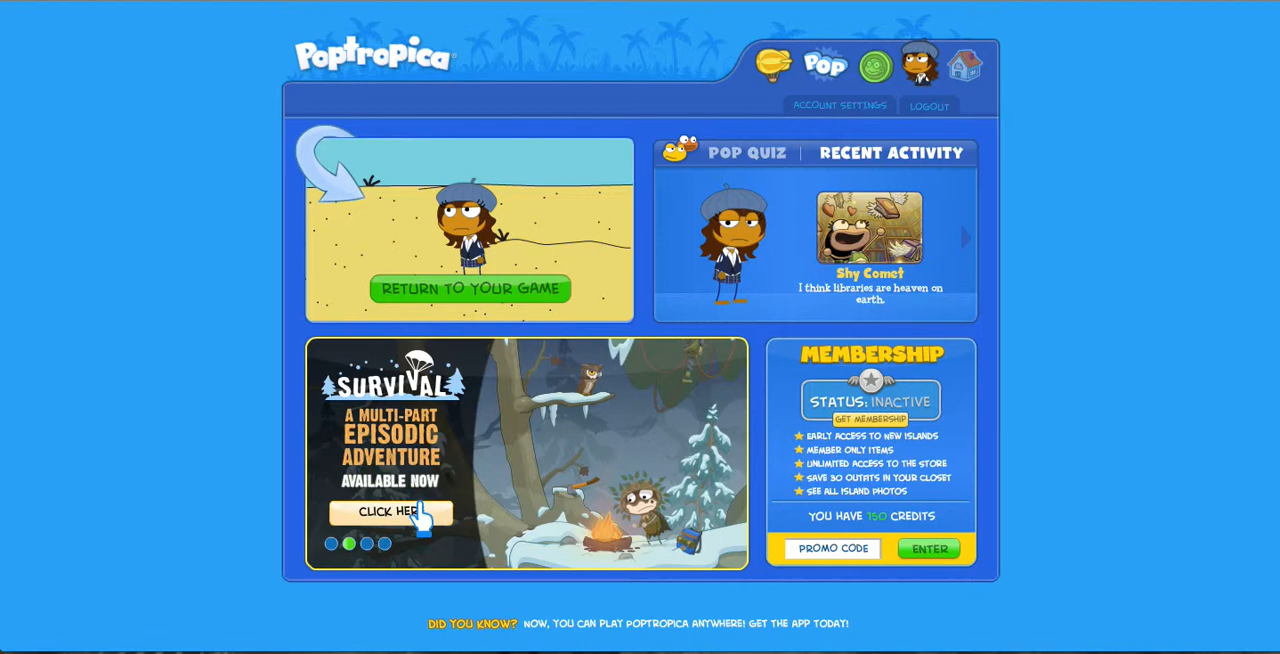 Poptropica
POP
ACCOUNT SETTINGS
LOGOUT
RETURN TO YOUR GAME
POP QUIZ
RECENT ACTIVITY
Shy Comet
I think libraries are heaven on
earth.
SURVIVAL
A MULTI-PART
EPISODIC
ADVENTURE
AVAILABLE NOW
CLICK HER
MEMBERSHIP
STATUS: INACTIVE
GET MEMBERSHIP
EARLY ACCESS TO NEW ISLANDS
MEMBER ONLY ITEMS
UNLIMITED ACCESS TO THE STORE
SAVE 30 OUTFITS IN YOUR CLOSET
SEE ALL ISLAND PHOTOS
YOU HAVE 150 CREDITS
PROMO CODE
ENTER
DID YOU KNOW? NOW, YOU CAN PLAY POPTROPICA ANYWHERE! GET THE APP TODAY!